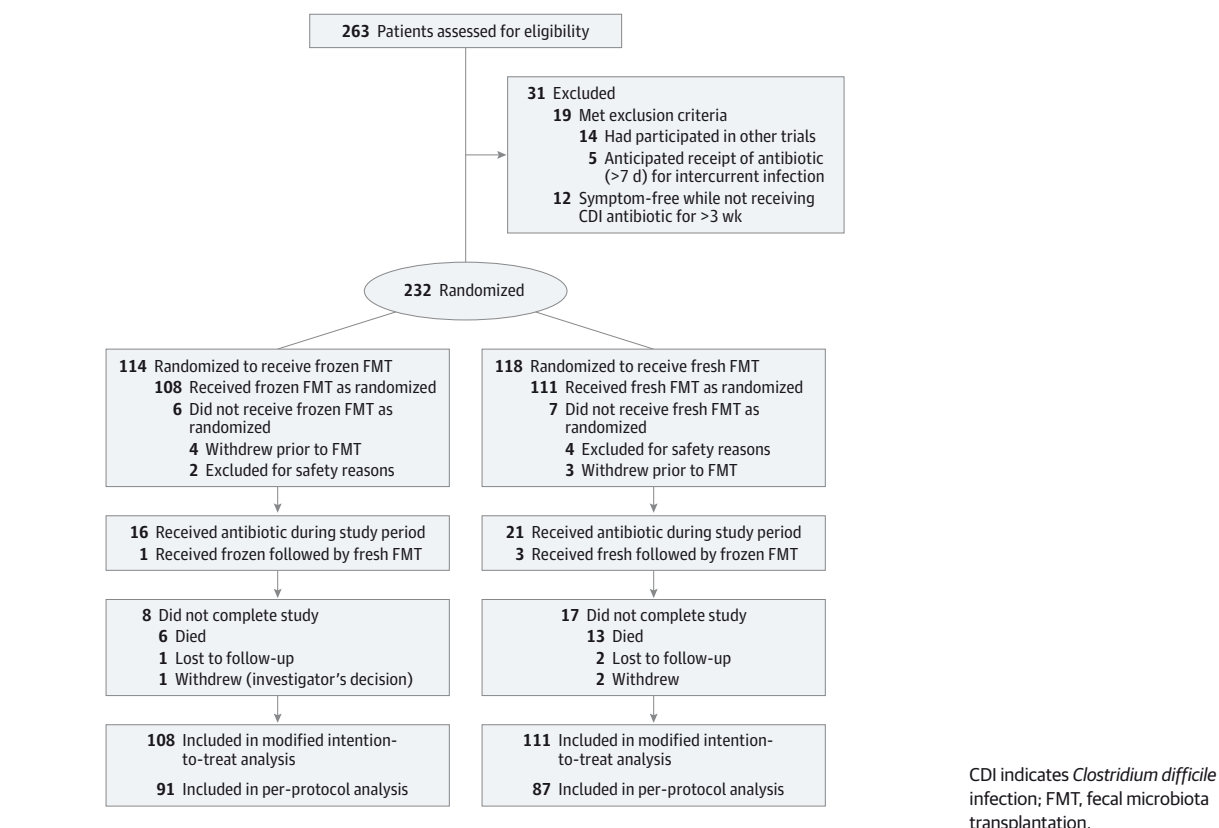 263 Patients assessed for eligibility
31 Excluded
19 Met exclusion criteria
14 Had participated in other trials
5 Anticipated receipt of antibiotic
(>7 d) for intercurrent infection
12 Symptom-free while not receiving
CDI antibiotic for >3 wk
232 Randomized
114 Randomized to receive frozen FMT
108 Received frozen FMT as randomized
6 Did not receive frozen FMT as
randomized
4 Withdrew prior to FMT
2 Excluded for safety reasons
118 Randomized to receive fresh FMT
111 Received fresh FMT as randomized
7 Did not receive fresh FMT as
randomized
4 Excluded for safety reasons
3 Withdrew prior to FMT
16 Received antibiotic during study period
1 Received frozen followed by fresh FMT
21 Received antibiotic during study period
3 Received fresh followed by frozen FMT
8 Did not complete study
6 Died
1 Lost to follow-up
1 Withdrew (investigator's decision)
17 Did not complete study
13 Died
2 Lost to follow-up
2 Withdrew
108 Included in modified intention-
to-treat analysis
91 Included in per-protocol analysis
111 Included in modified intention-
to-treat analysis
87 Included in per-protocol analysis
CDI indicates Clostridium difficile
infection; FMT, fecal microbiota
transplantation.